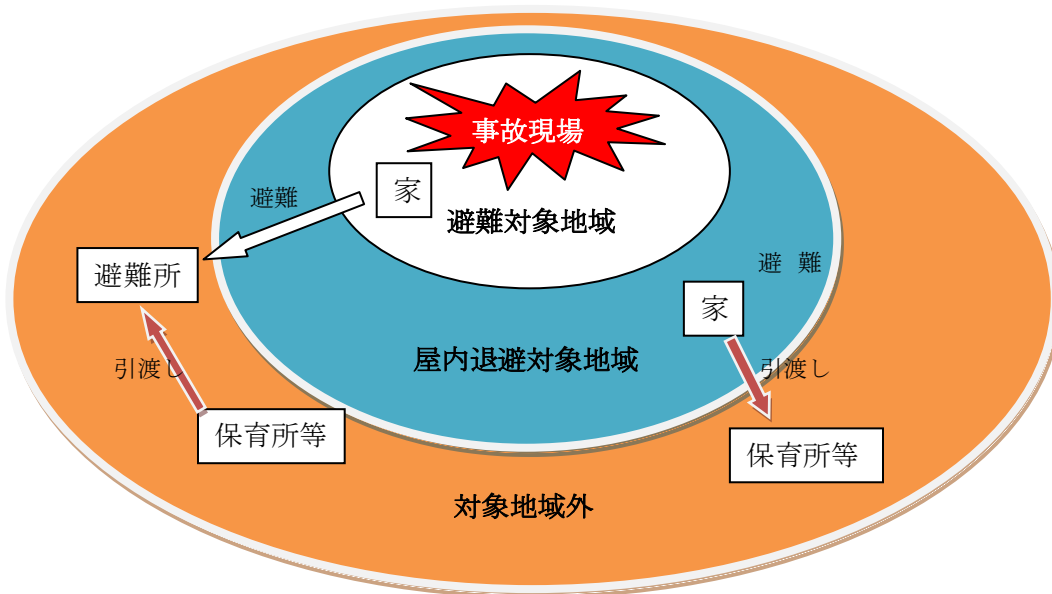 事故現場
家
避難
避難対象地域
避難所
避 難
家
屋内退避対象地域
引渡し
引渡し
保育所等
保育所等
対象地域外